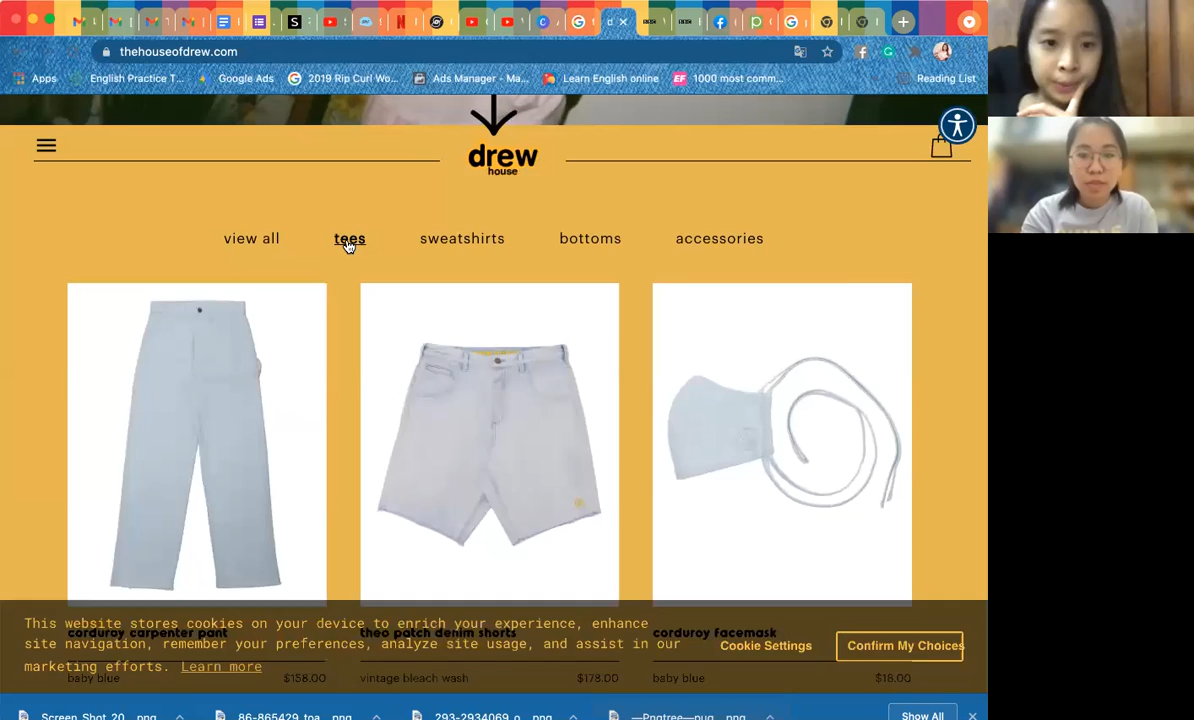 thehouseofdrew.com
Apps English Practice T... Google Ads 2019 Rip Curl Wo... Ads Manager - Ma... Learn English online EF 1000 most comm... Reading List
drew
house
view all tees sweatshirts bottoms accessories
corduroy carpenter pant theo patch denim shorts corduroy facemask
baby blue $158.00 vintage bleach wash $178.00 baby blue $18.00
This website stores cookies on your device to enrich your experience, enhance
site navigation, remember your preferences, analyze site usage, and assist in our
marketing efforts. Learn more
Cookie Settings Confirm My Choices
Screen Shot 20....png 86-865429_toa....png 293-2934069_o....png —Pngtree—pug....png Show All